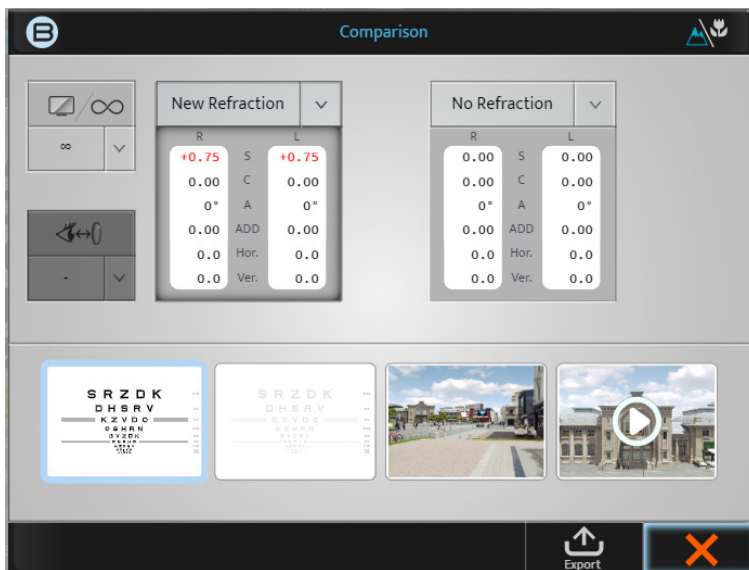 B
Comparison
New Refraction
No Refraction
∞
∞
R L
+0.75 S +0.75
0.00 C 0.00
0° A 0°
0.00 ADD 0.00
0.0 Hor. 0.0
0.0 Ver. 0.0
R L
0.00 S 0.00
0.00 C 0.00
0° A 0°
0.00 ADD 0.00
0.0 Hor. 0.0
0.0 Ver. 0.0
-
S R Z D K
D H S R V
K Z V D C
S R Z D K
D H S R V
K Z V D C
Export